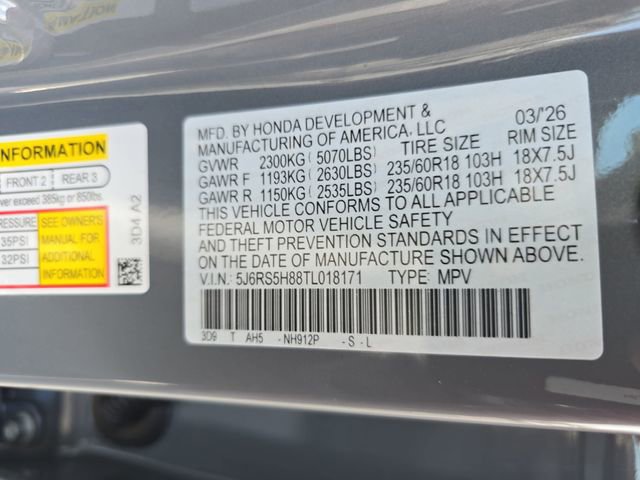 INFORMATION
FRONT 2 REAR 3
ver exceed 385kg or 850lbs.
RESSURE SEE OWNER'S
35PSI MANUAL FOR
32PSI ADDITIONAL
INFORMATION
3D4 A2
MFD. BY HONDA DEVELOPMENT & 03/'26
MANUFACTURING OF AMERICA, LLC TIRE SIZE RIM SIZE
GVWR 2300KG(5070LBS)
GAWR F 1193KG(2630LBS) 235/60R18 103H 18X7.5J
GAWR R 1150KG(2535LBS) 235/60R18 103H 18X7.5J
THIS VEHICLE CONFORMS TO ALL APPLICABLE
FEDERAL MOTOR VEHICLE SAFETY
AND THEFT PREVENTION STANDARDS IN EFFECT
ON THE DATE OF MANUFACTURE SHOWN ABOVE.
V.I.N: 5J6RS5H88TL018171 TYPE: MPV
3D9 T AH5 -NH912P -S-L